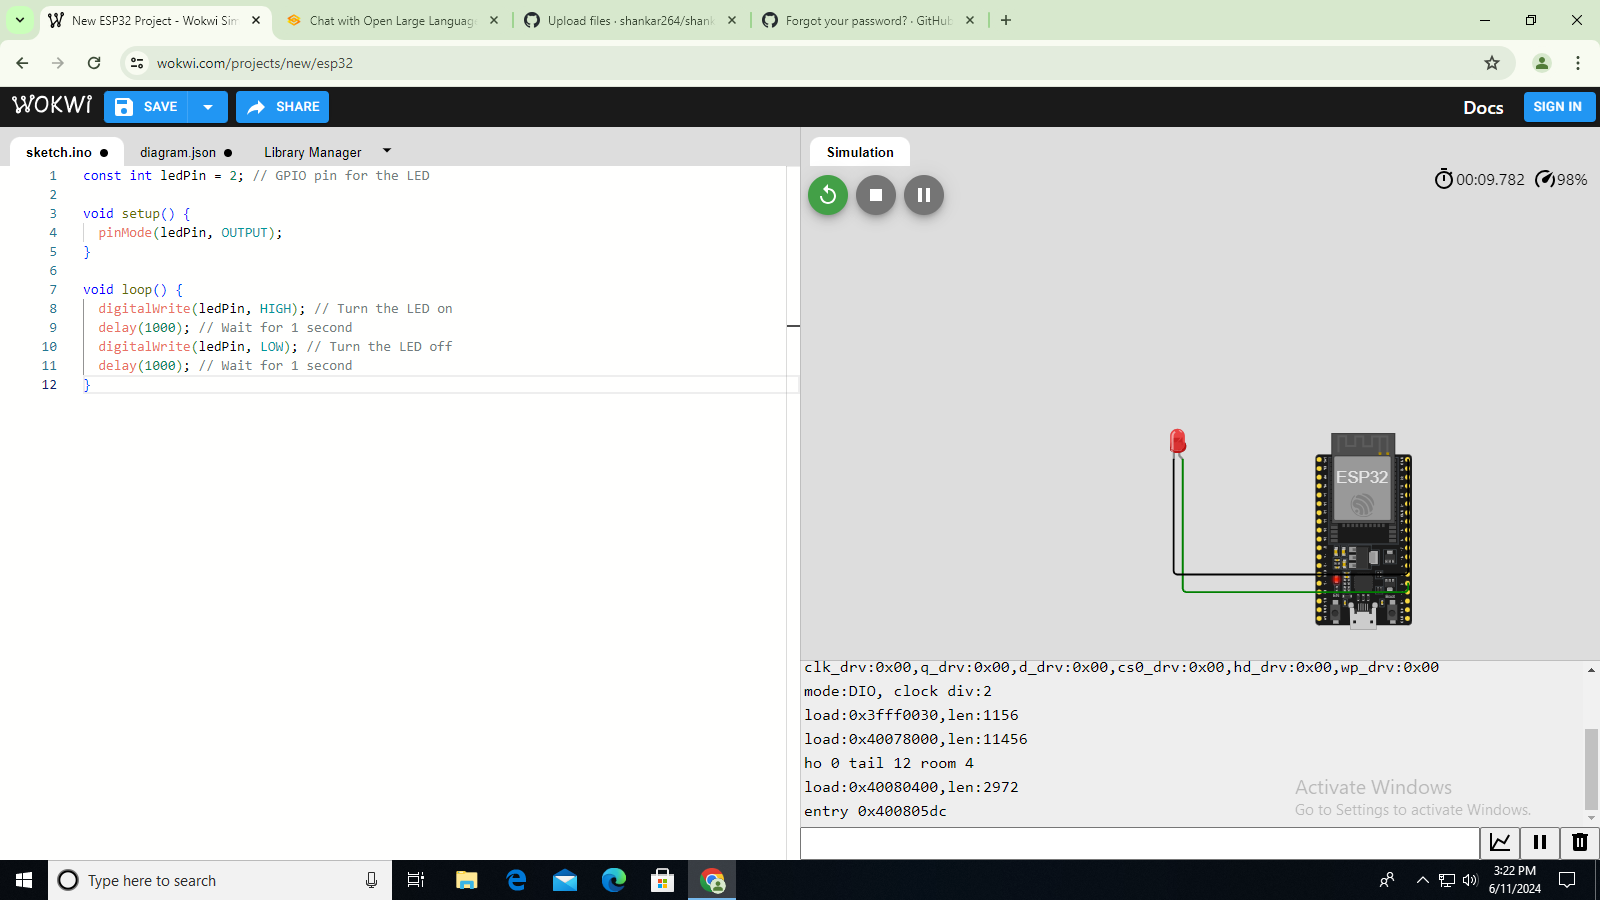 New ESP32 Project - Wokwi Sim
Chat with Open Large Language
Upload files · shankar264/shank
Forgot your password? · GitHub
wokwi.com/projects/new/esp32
WOKWI
SAVE
SHARE
Docs
SIGN IN
sketch.ino
diagram.json
Library Manager
Simulation
1 const int ledPin = 2; // GPIO pin for the LED
2
3 void setup() {
4 pinMode(ledPin, OUTPUT);
5 }
6
7 void loop() {
8 digitalWrite(ledPin, HIGH); // Turn the LED on
9 delay(1000); // Wait for 1 second
10 digitalWrite(ledPin, LOW); // Turn the LED off
11 delay(1000); // Wait for 1 second
12 }
00:09.782
98%
ESP32
clk_drv:0x00,q_drv:0x00,d_drv:0x00,cs0_drv:0x00,hd_drv:0x00,wp_drv:0x00
mode:DIO, clock div:2
load:0x3fff0030,len:1156
load:0x40078000,len:11456
ho 0 tail 12 room 4
load:0x40080400,len:2972
entry 0x400805dc
Activate Windows
Go to Settings to activate Windows.
Type here to search
3:22 PM
6/11/2024